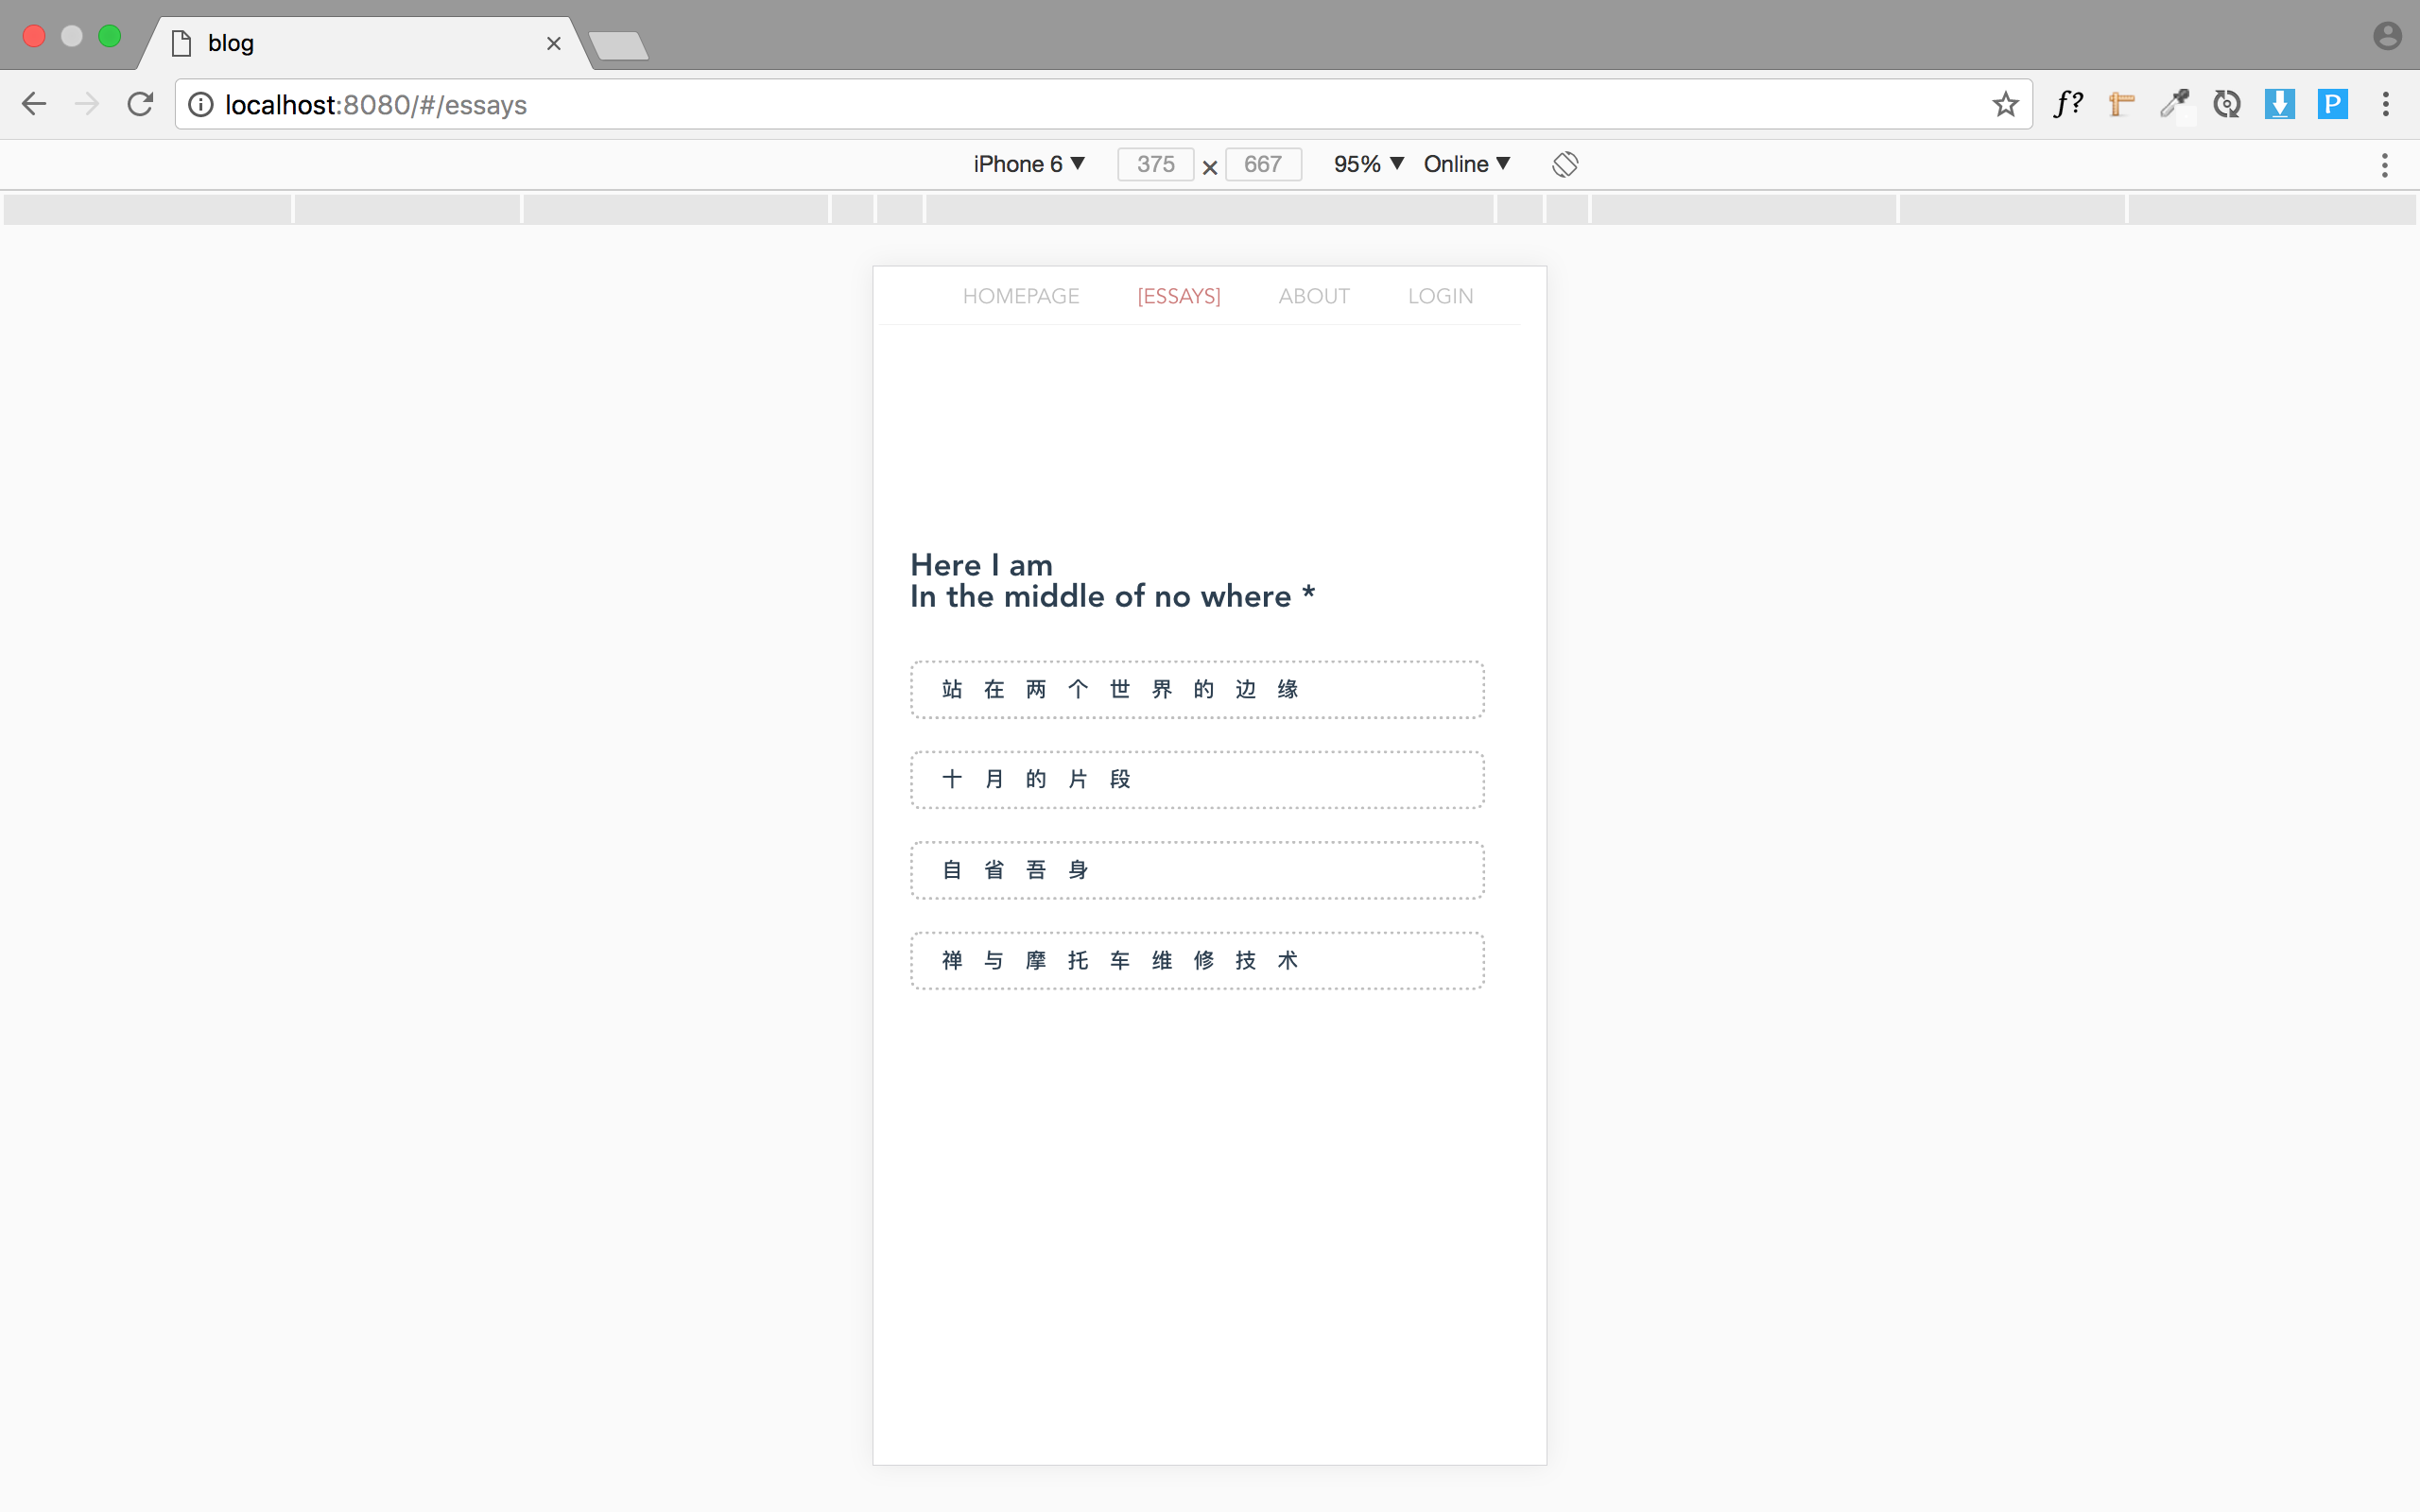 blog
localhost:8080/#/essays
f?
P
iPhone 6 ▼ 375 × 667 95% ▼ Online ▼
HOMEPAGE [ESSAYS] ABOUT LOGIN
Here I am
In the middle of no where *
站在两个世界的边缘
十月的片段
自省吾身
禅与摩托车维修技术